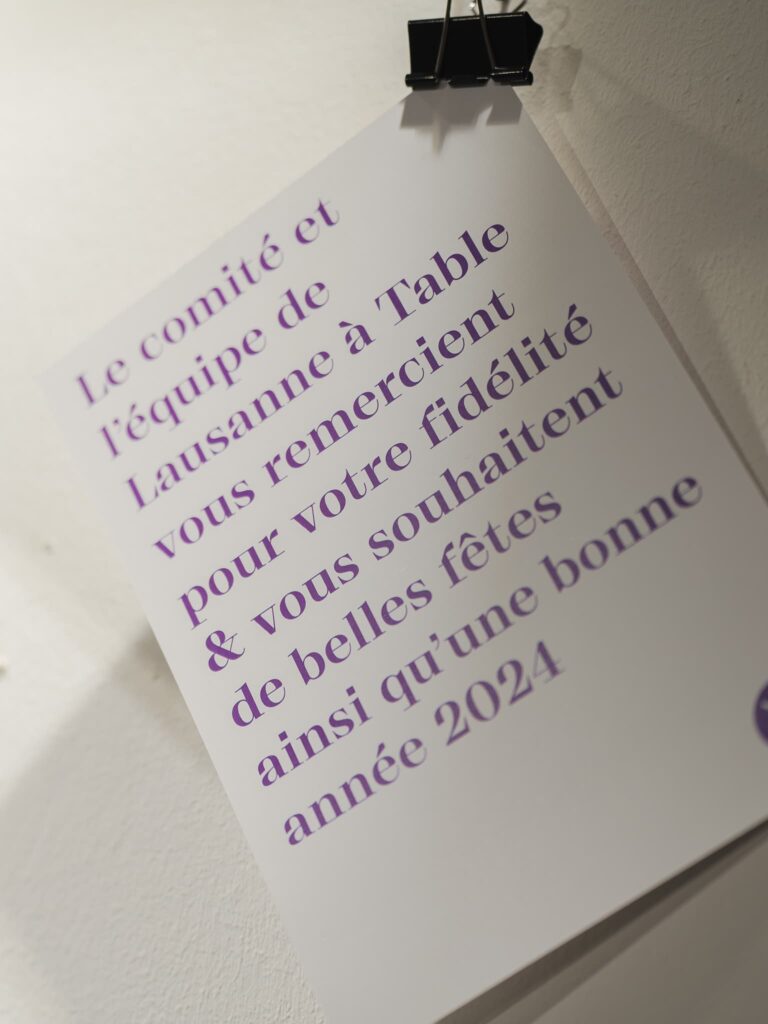 Le comité et
l'équipe de
Lausanne à Table
vous remercient
pour votre fidélité
& vous souhaitent
de belles fêtes
ainsi qu'une bonne
année 2024